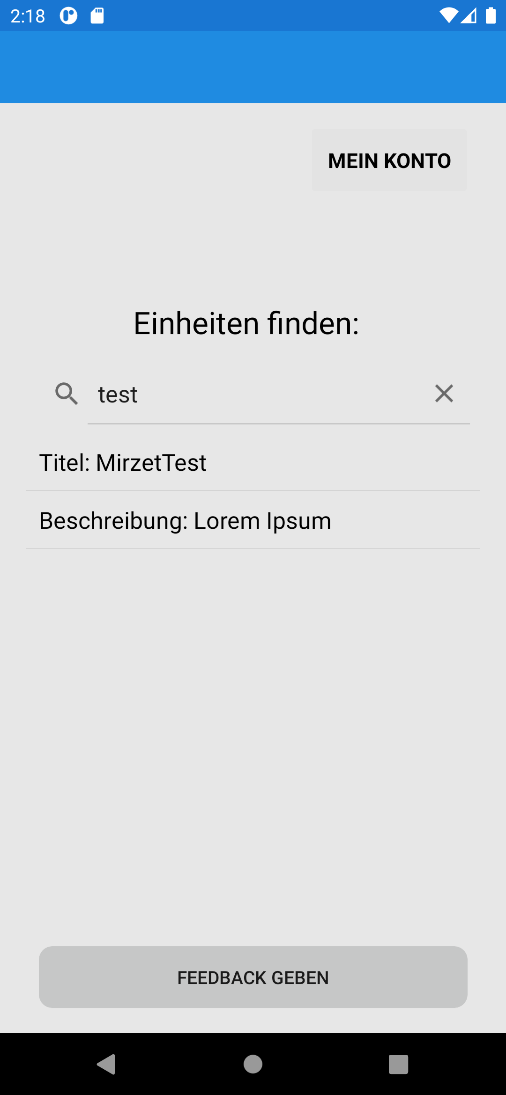 2:18
MEIN KONTO
Einheiten finden:
test
Titel: MirzetTest
Beschreibung: Lorem Ipsum
FEEDBACK GEBEN